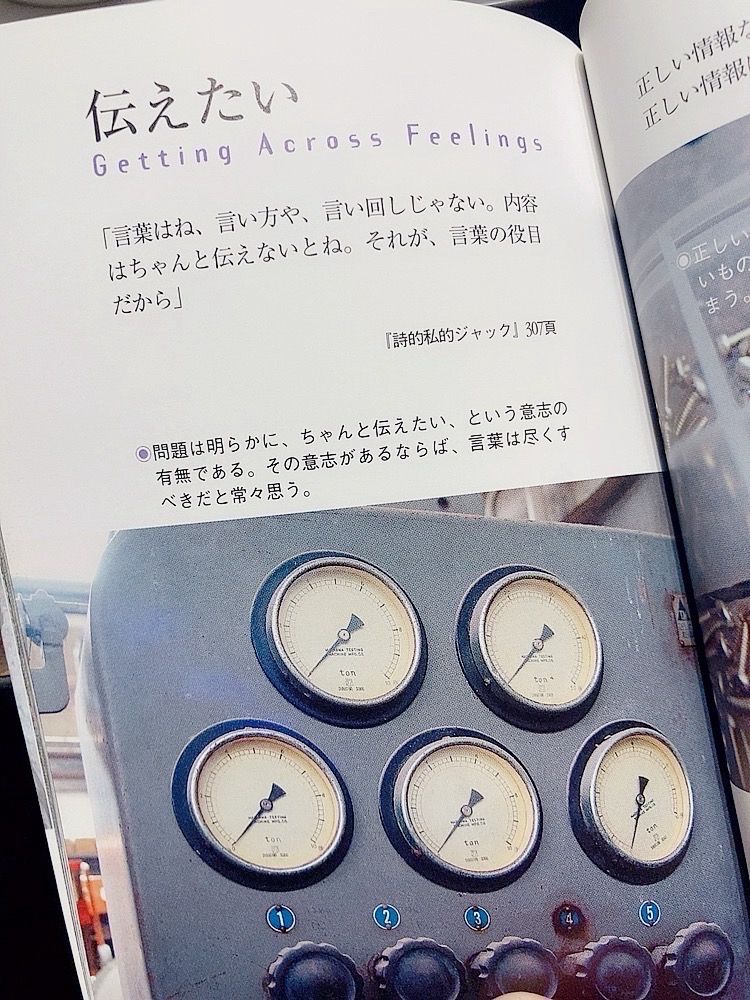 伝えたい
Getting Across Feelings
「言葉はね、言い方や、言い回しじゃない。内容
はちゃんと伝えないとね。それが、言葉の役目
だから」
『詩的私的ジャック』307頁
◉問題は明らかに、ちゃんと伝えたい、という意志の
有無である。その意志があるならば、言葉は尽くす
べきだと常々思う。
ton
ton
ton
ton
ton
1
2
3
4
5
正しい情報
正しい情報
◉正しい
いもの
まう。